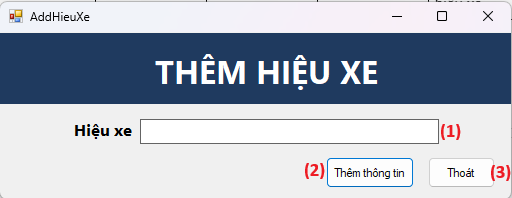 AddHieuXe
THÊM HIỆU XE
Hiệu xe (1)
(2) Thêm thông tin Thoát (3)